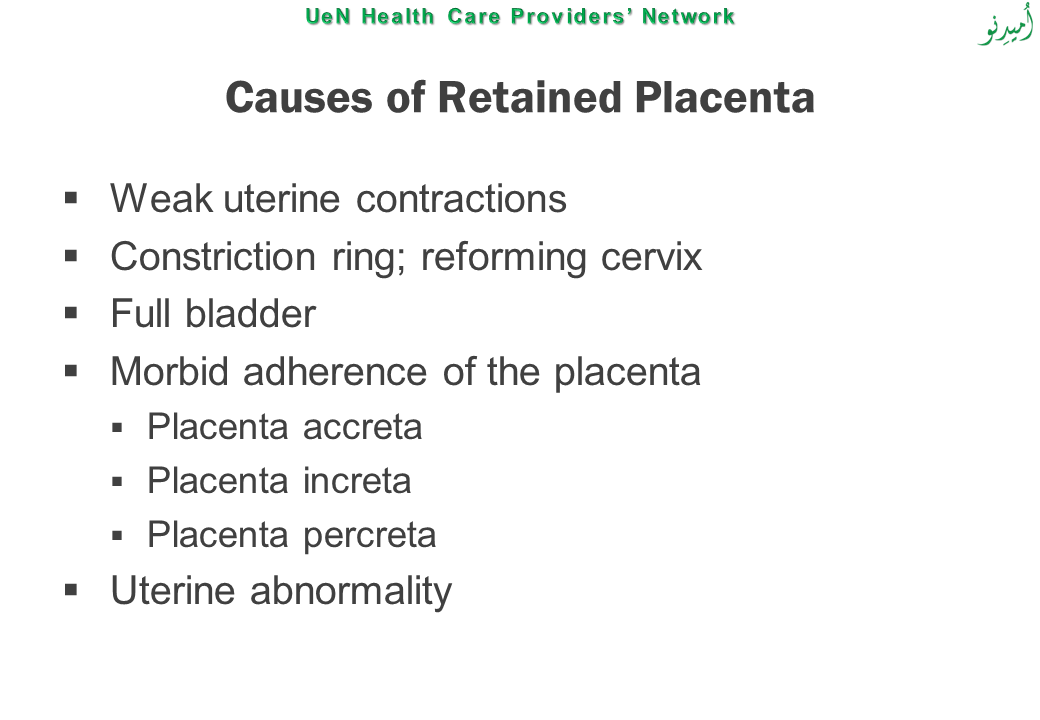 UeN Health Care Providers’ Network
اُمیدِنو
Causes of Retained Placenta
▪ Weak uterine contractions
▪ Constriction ring; reforming cervix
▪ Full bladder
▪ Morbid adherence of the placenta
▪ Placenta accreta
▪ Placenta increta
▪ Placenta percreta
▪ Uterine abnormality